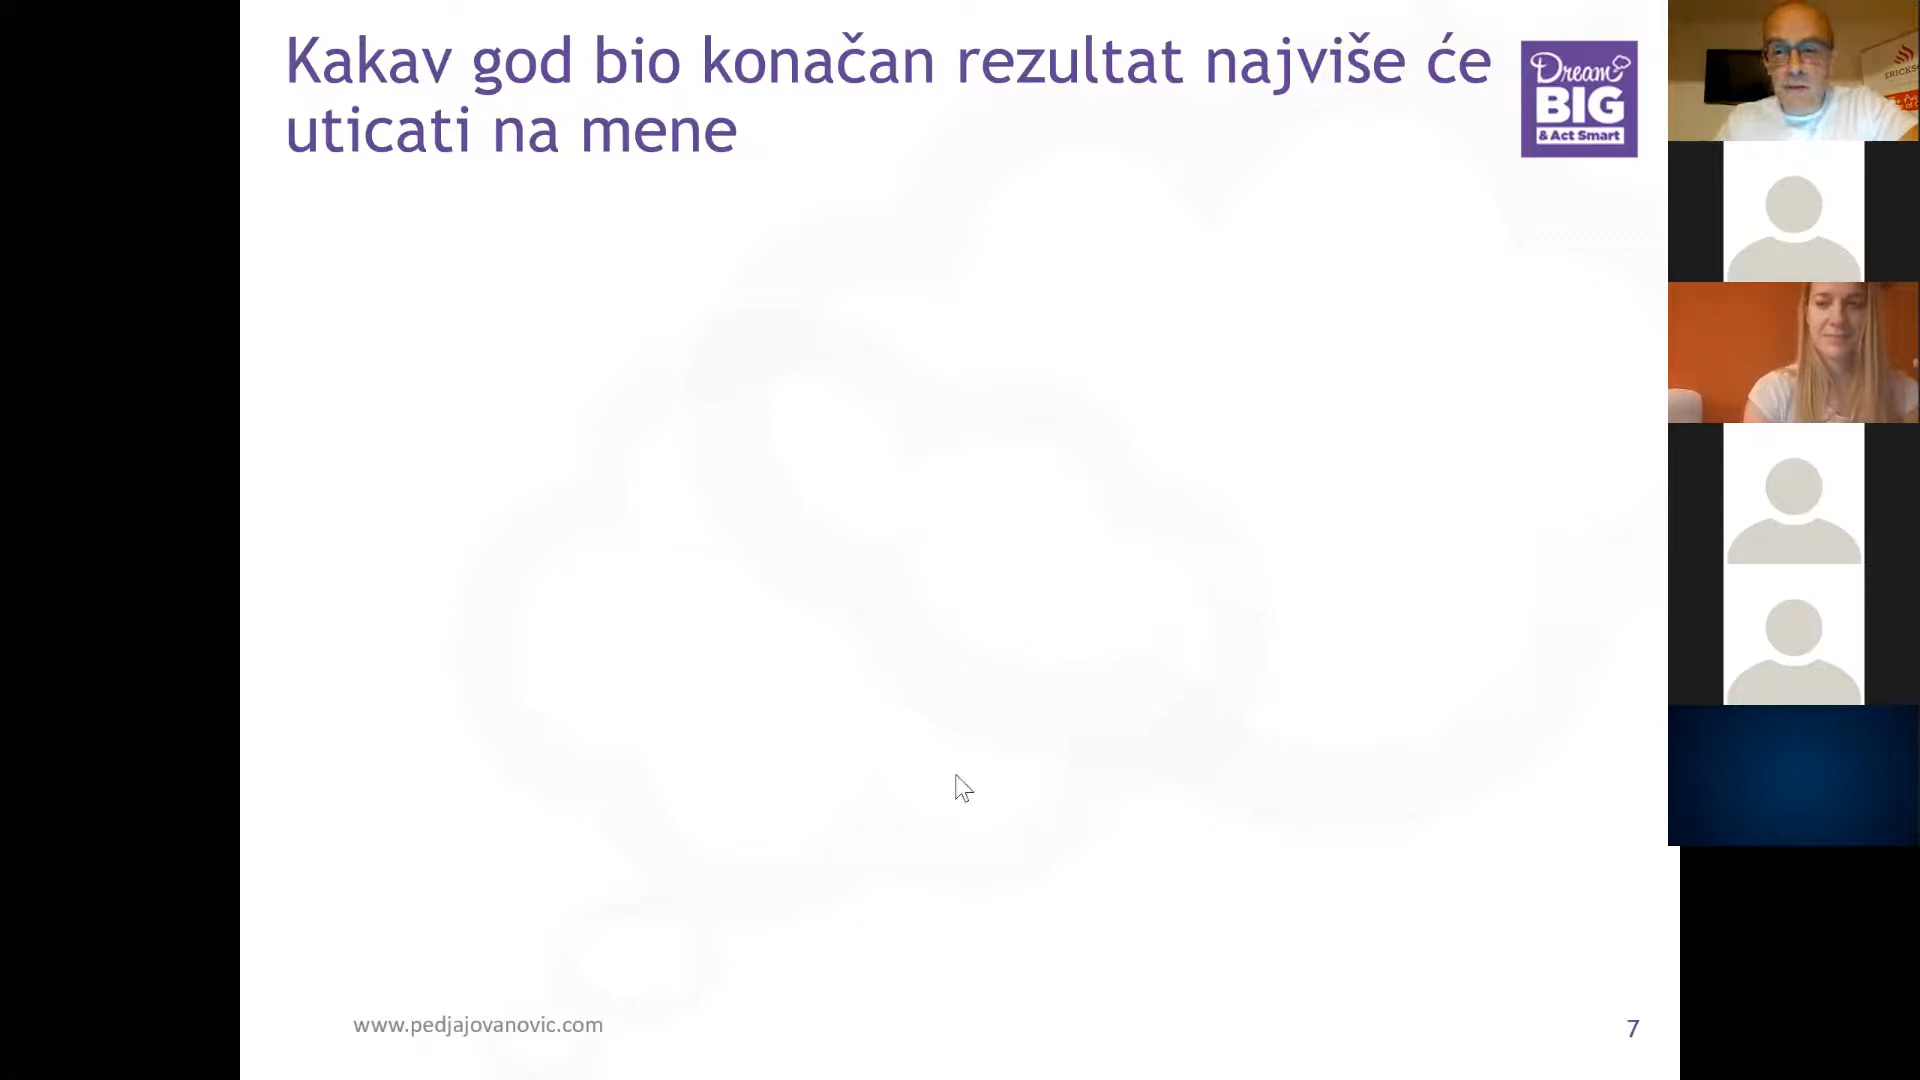 Kakav god bio konačan rezultat najviše će
uticati na mene
Dream
BIG
& Act Smart
www.pedjajovanovic.com
7